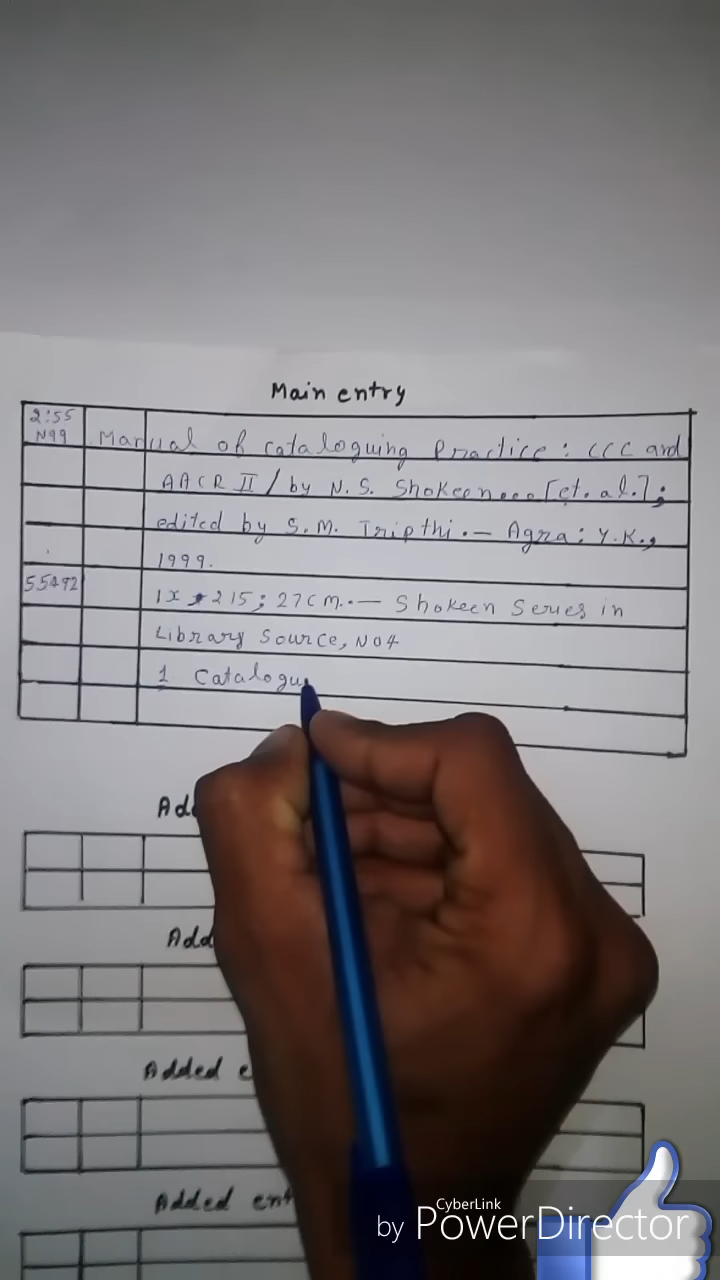 Main entry
2:55
N99
Manual of cataloguing Practice: CCC and
AACR II / by N. S. Shokeen... [et. al.];
edited by S.M. Tripthi. — Agra: Y.K.,
1999.
55492
1x, 215; 27cm. — Shokeen Series in
Library Source, No4
1 Catalogu
Add
Add
Added e
Added ent
CyberLink
by PowerDirector